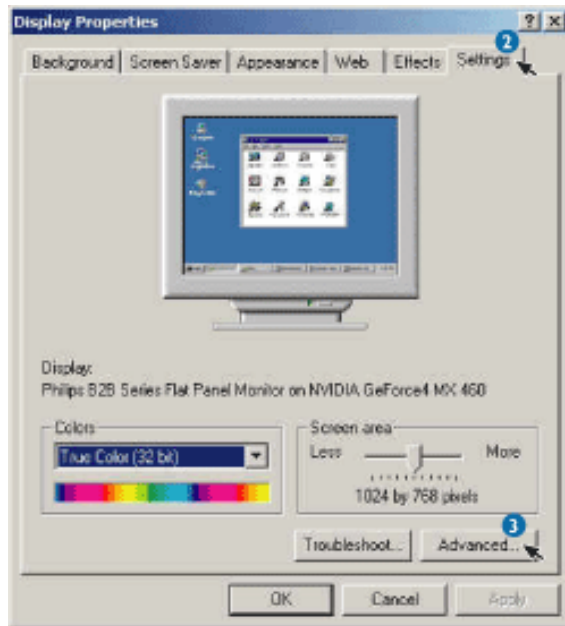 Display Properties
2
Background Screen Saver Appearance Web Effects Settings
Display:
Philips B2B Series Flat Panel Monitor on NVIDIA GeForce4 MX 460
Colors
Screen area
True Color (32 bit)
Less More
1024 by 768 pixels
3
Troubleshoot... Advanced...
OK Cancel Apply